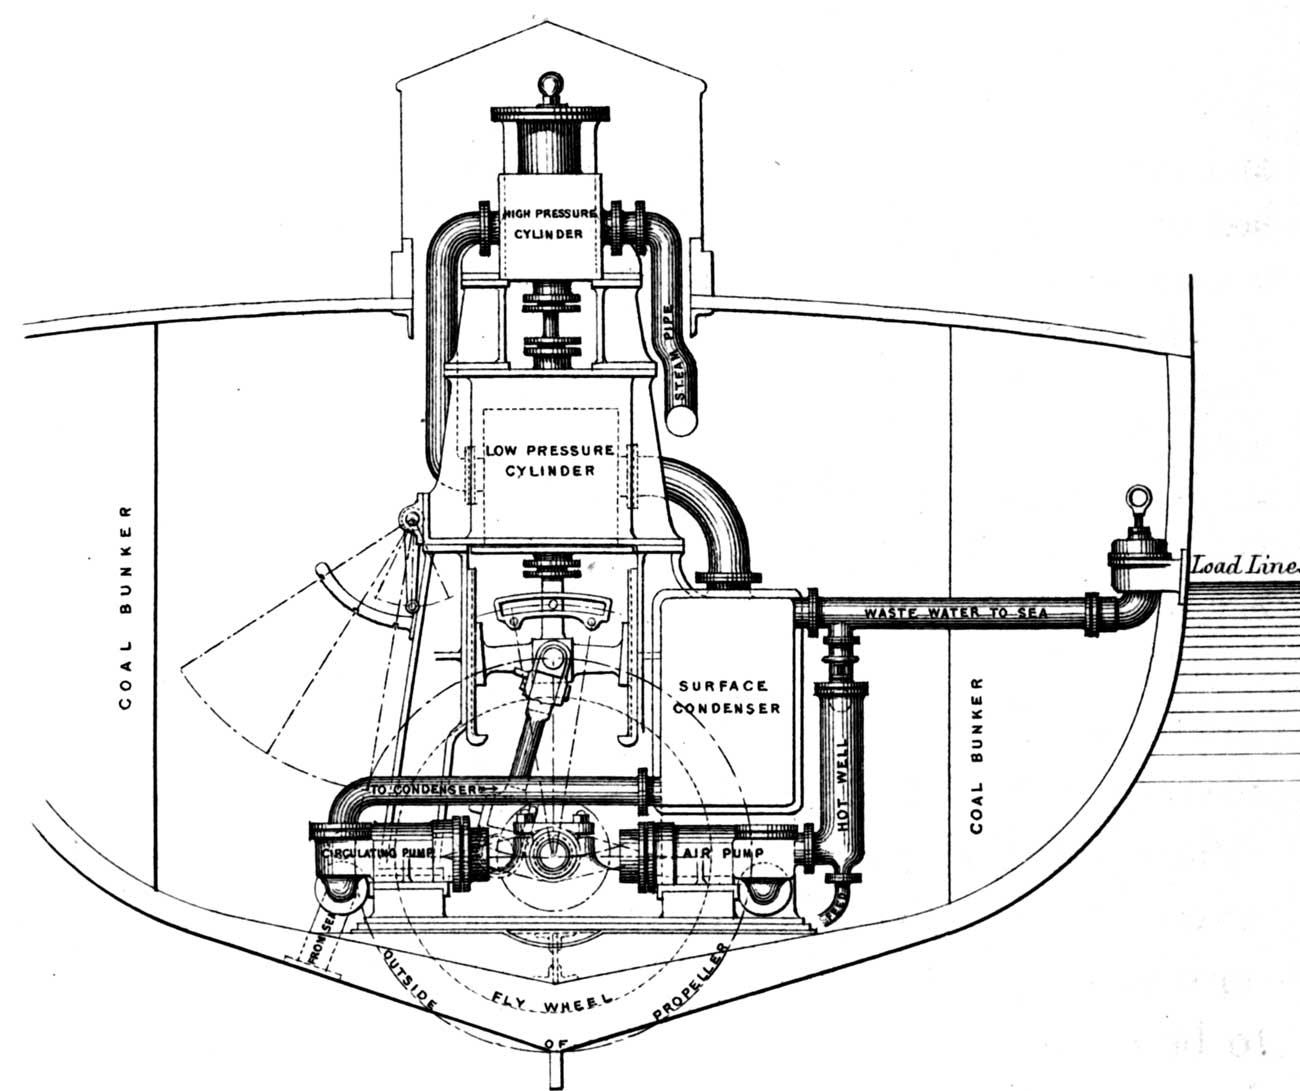 HIGH PRESSURE
CYLINDER
STEAM PIPE
LOW PRESSURE
CYLINDER
COAL BUNKER
Load Line
WASTE WATER TO SEA
SURFACE
CONDENSER
COAL BUNKER
HOT WELL
TO CONDENSER
CIRCULATING PUMP
AIR PUMP
FEED
FROM SEA
OUTSIDE
FLY WHEEL
PROPELLER
OF